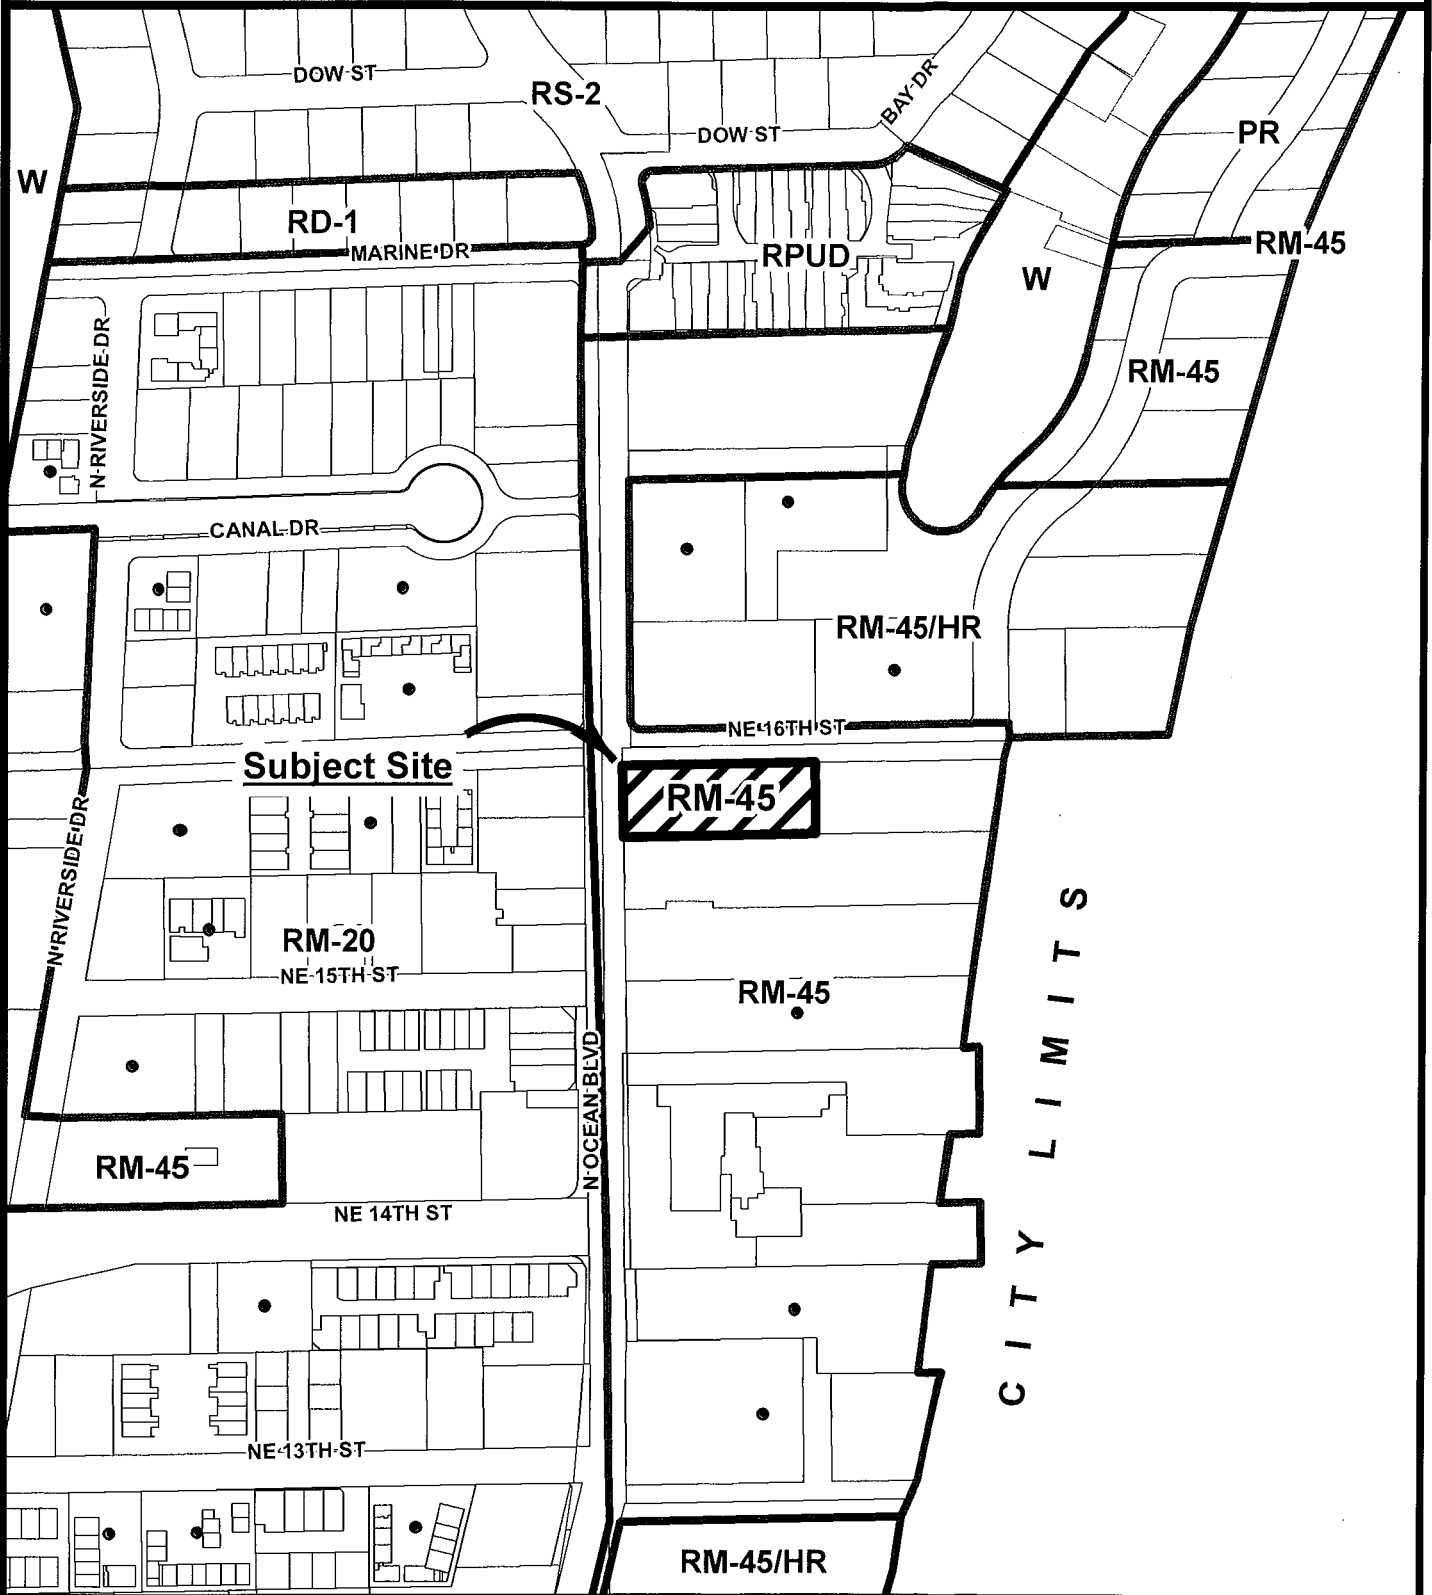 DOW ST
RS-2
BAY DR
DOW ST
PR
W
RD-1
MARINE DR
RPUD
RM-45
W
N RIVERSIDE DR
RM-45
CANAL DR
RM-45/HR
NE 16TH ST
Subject Site
RM-45
N RIVERSIDE DR
RM-20
NE 15TH ST
RM-45
CITY LIMITS
N OCEAN BLVD
RM-45
NE 14TH ST
NE 13TH ST
RM-45/HR